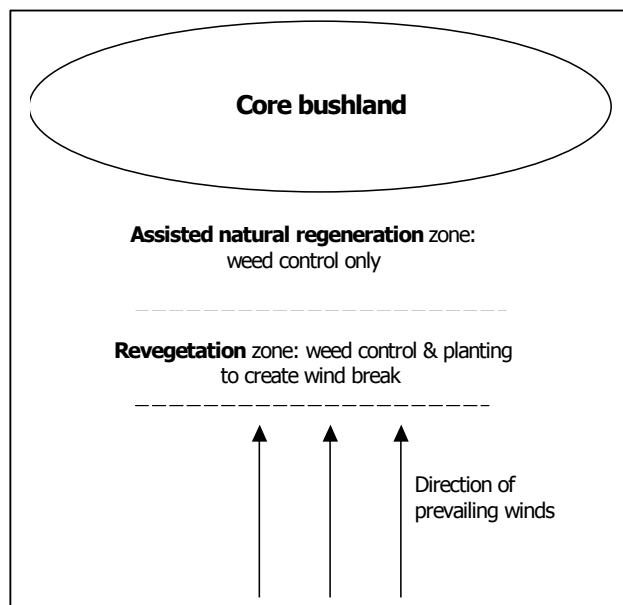 Core bushland
Assisted natural regeneration zone:
weed control only
Revegetation zone: weed control & planting
to create wind break
Direction of
prevailing winds